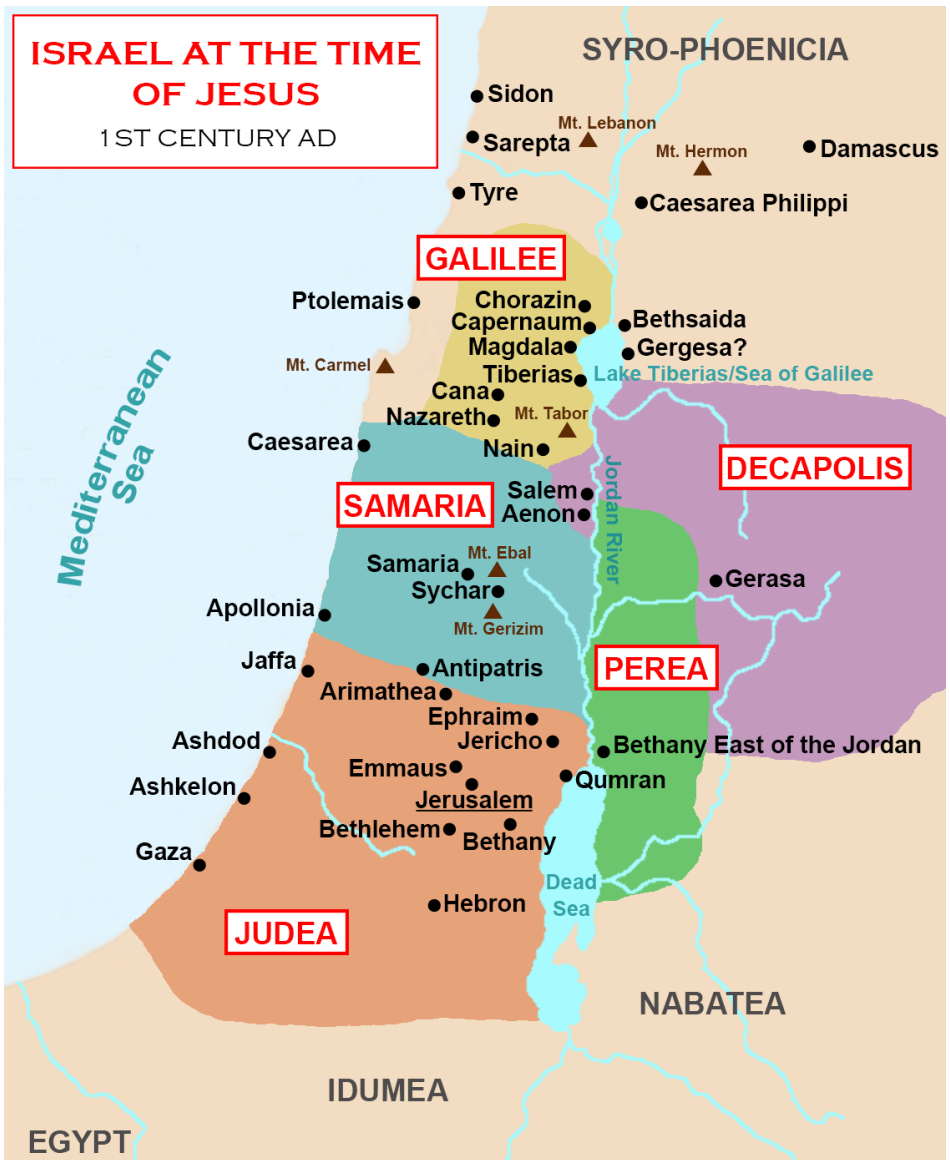 ISRAEL AT THE TIME
OF JESUS
1ST CENTURY AD
SYRO-PHOENICIA
Sidon
Mt. Lebanon
Sarepta
Mt. Hermon
Damascus
Tyre
Caesarea Philippi
GALILEE
Ptolemais
Chorazin
Capernaum
Bethsaida
Magdala
Gergesa?
Mt. Carmel
Tiberias
Lake Tiberias/Sea of Galilee
Cana
Nazareth
Mt. Tabor
Mediterranean
Sea
Caesarea
Nain
DECAPOLIS
Jordan River
SAMARIA
Salem
Aenon
Mt. Ebal
Samaria
Sychar
Gerasa
Mt. Gerizim
Apollonia
Jaffa
Antipatris
PEREA
Arimathea
Ephraim
Ashdod
Jericho
Bethany East of the Jordan
Emmaus
Qumran
Ashkelon
Jerusalem
Bethlehem
Bethany
Gaza
Dead
Sea
Hebron
JUDEA
NABATEA
IDUMEA
EGYPT